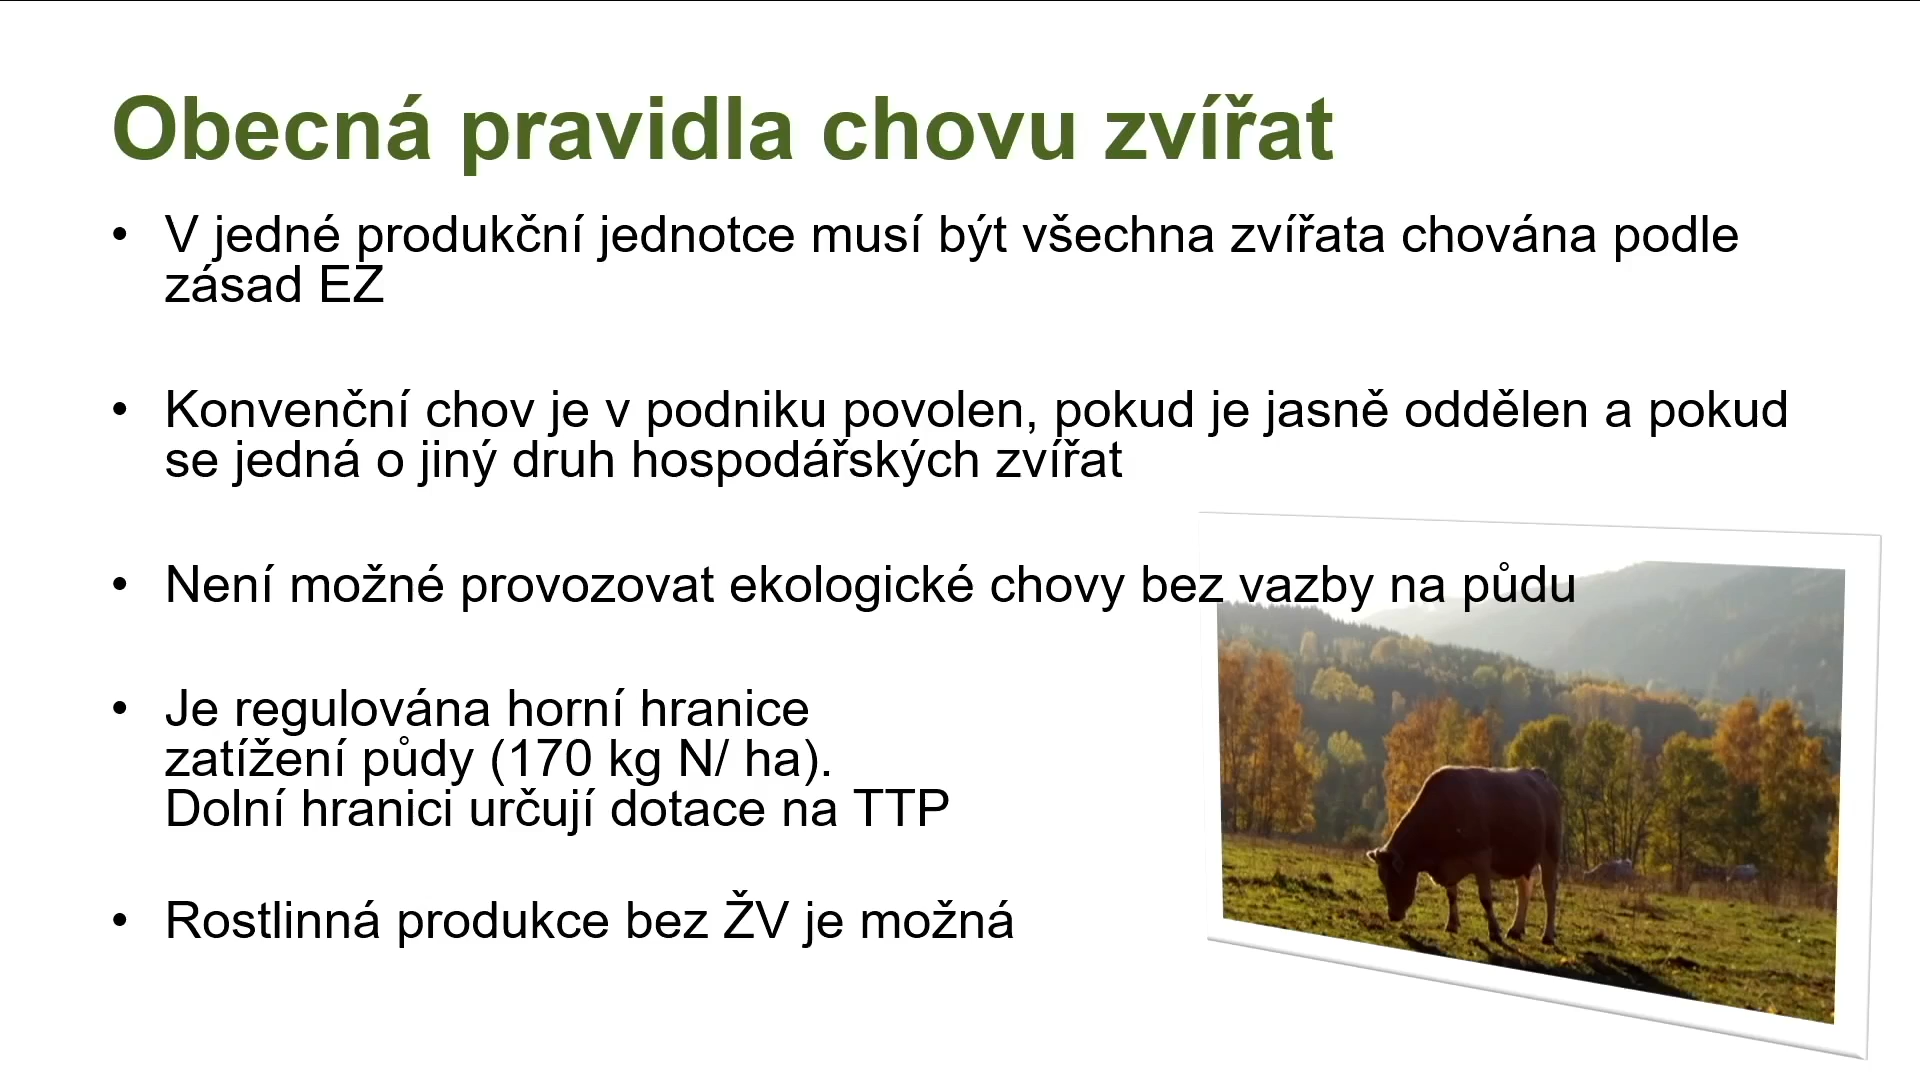 Obecná pravidla chovu zvířat
• V jedné produkční jednotce musí být všechna zvířata chována podle
zásad EZ
• Konvenční chov je v podniku povolen, pokud je jasně oddělen a pokud
se jedná o jiný druh hospodářských zvířat
• Není možné provozovat ekologické chovy bez vazby na půdu
• Je regulována horní hranice
zatížení půdy (170 kg N/ ha).
Dolní hranici určují dotace na TTP
• Rostlinná produkce bez ŽV je možná